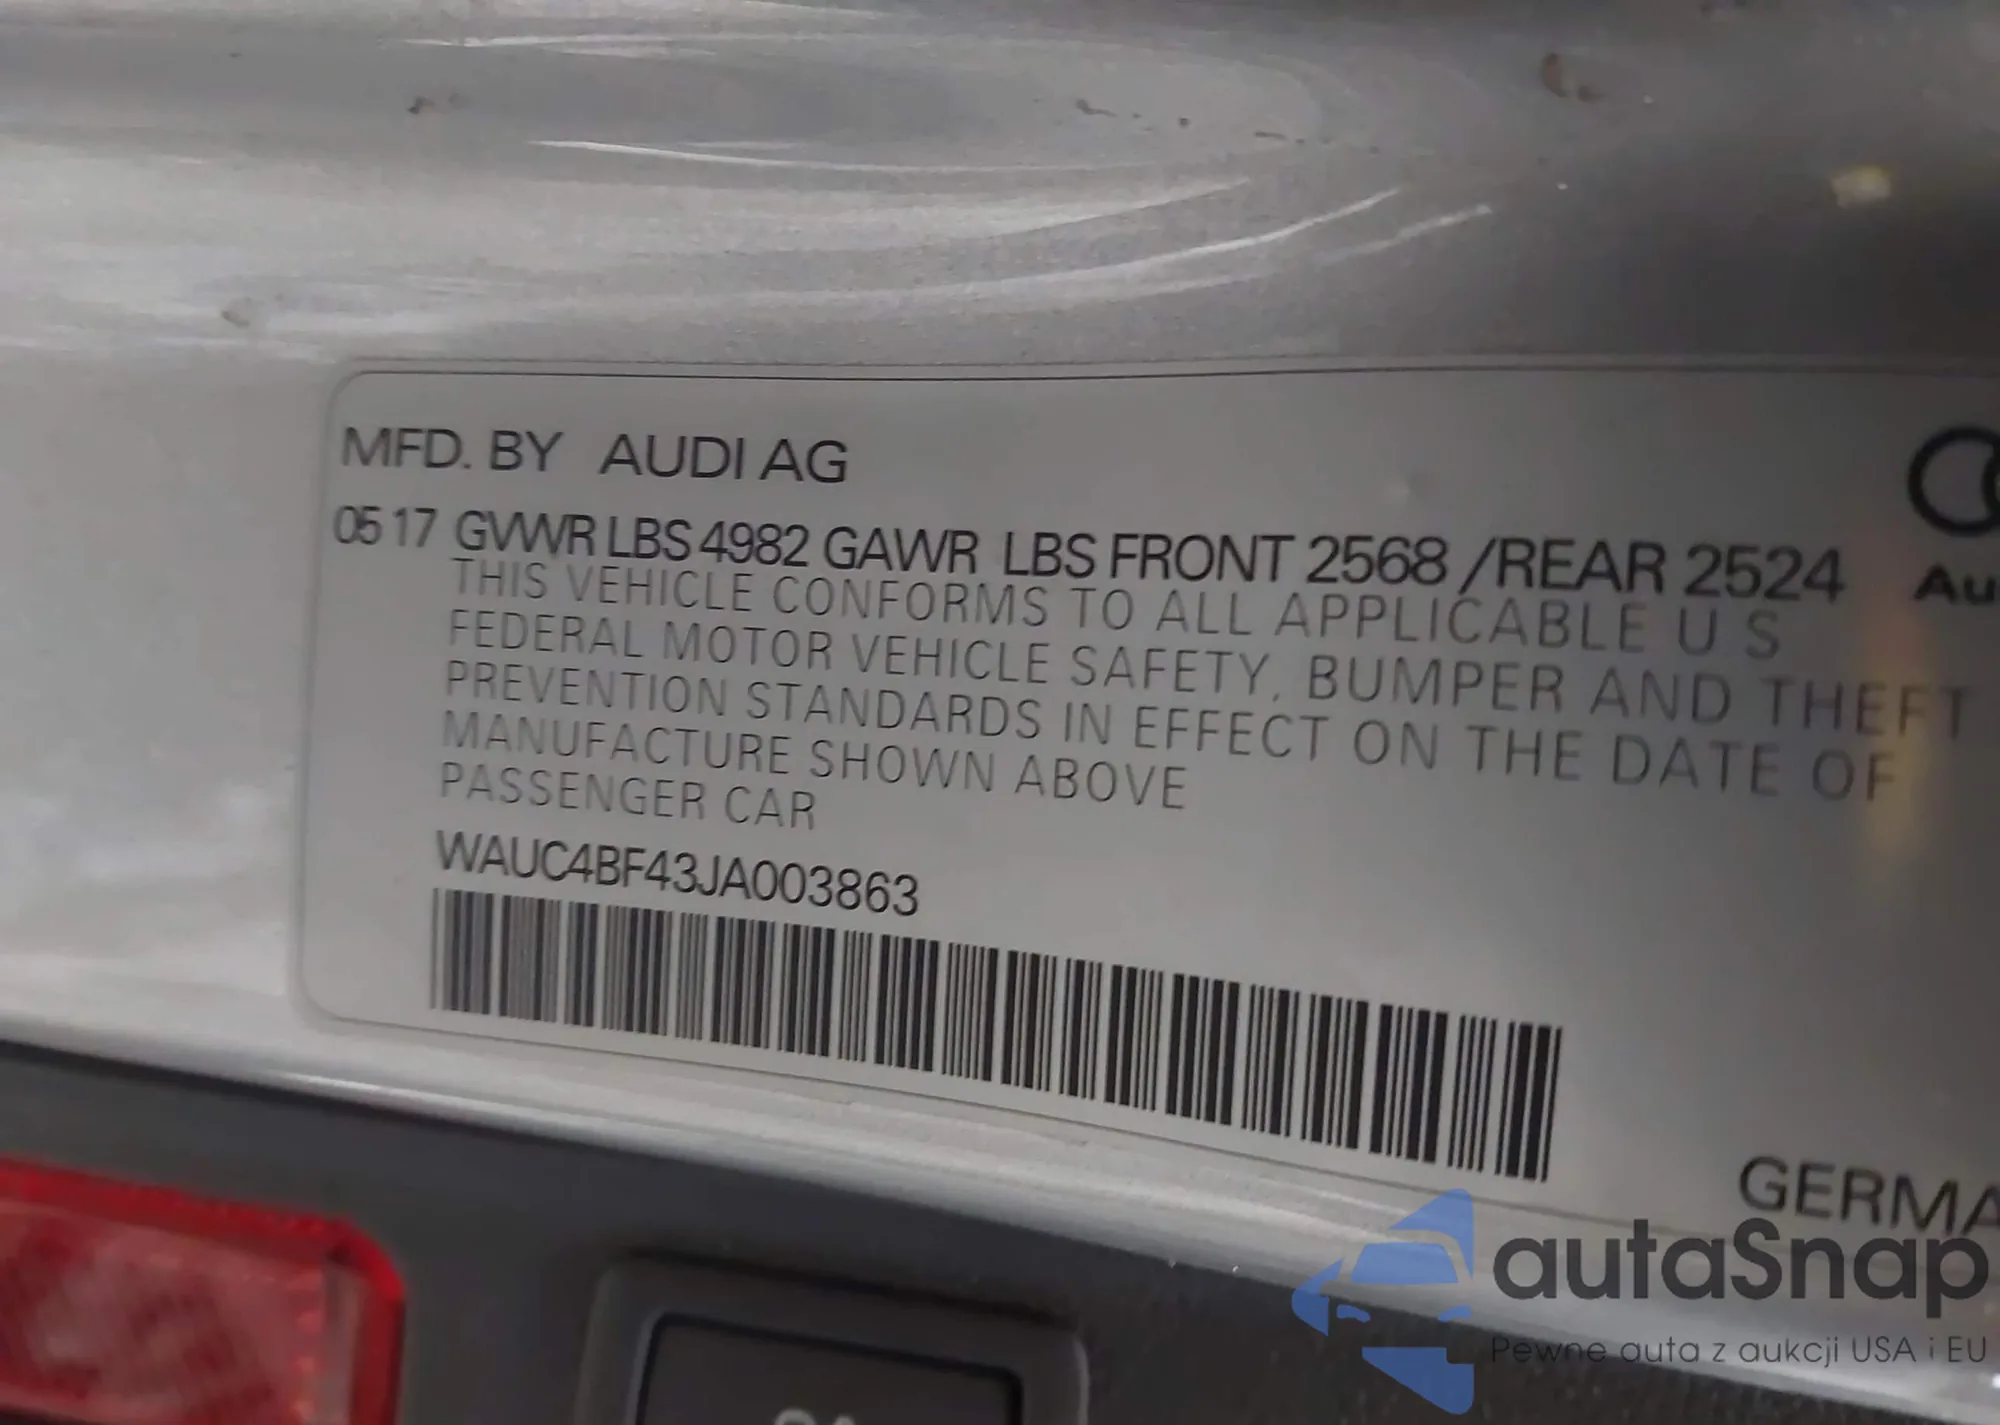 MFD. BY AUDI AG
05 17 GVWR LBS 4982 GAWR LBS FRONT 2568 /REAR 2524
THIS VEHICLE CONFORMS TO ALL APPLICABLE U S
FEDERAL MOTOR VEHICLE SAFETY, BUMPER AND THEFT
PREVENTION STANDARDS IN EFFECT ON THE DATE OF
MANUFACTURE SHOWN ABOVE
PASSENGER CAR
WAUC4BF43JA003863
Au
GERMA
autaSnap
Pewne auta z aukcji USA i EU